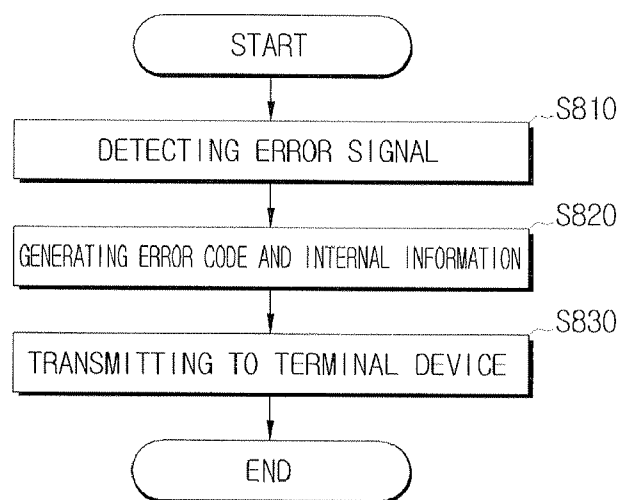 START
S810
DETECTING ERROR SIGNAL
S820
GENERATING ERROR CODE AND INTERNAL INFORMATION
S830
TRANSMITTING TO TERMINAL DEVICE
END